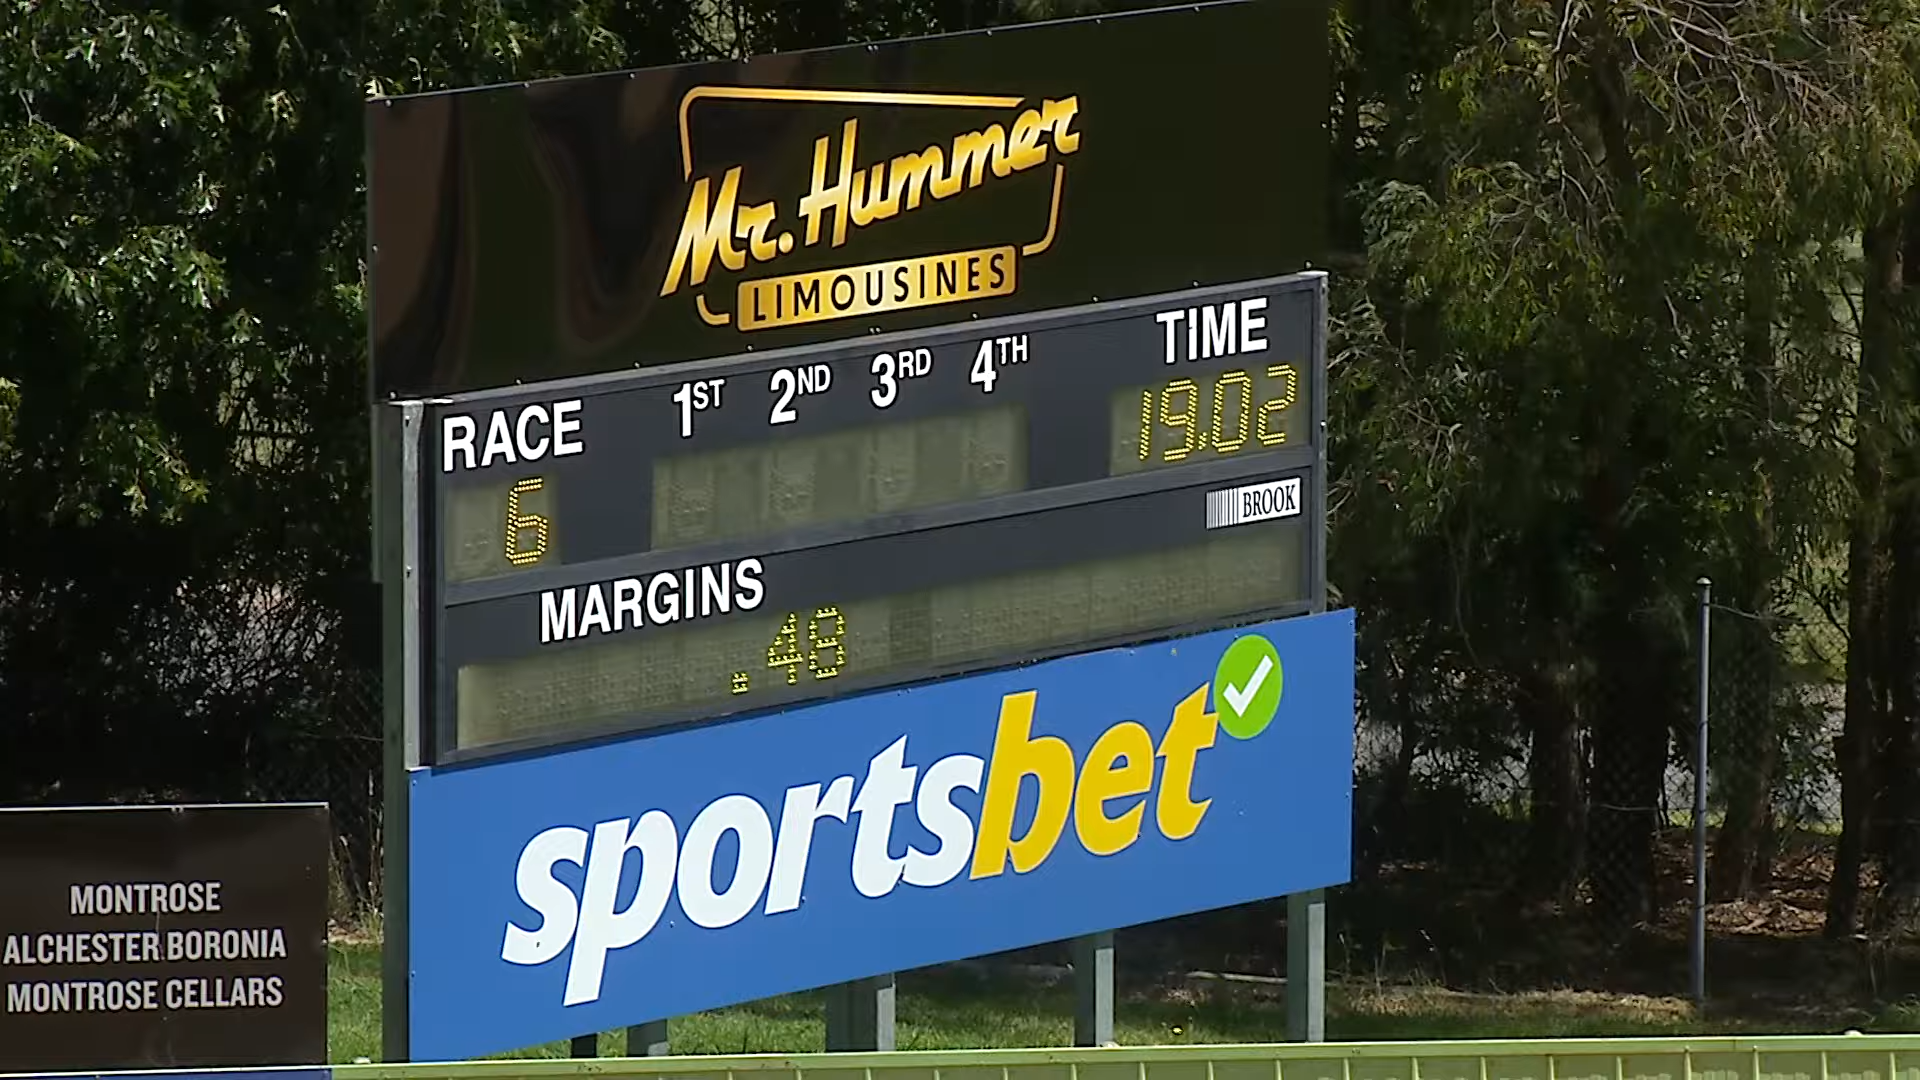 Mr. Hummer
LIMOUSINES
RACE 1ST 2ND 3RD 4TH TIME
6 19.02
BROOK
MARGINS
.48
sportsbet
MONTROSE
ALCHESTER BORONIA
MONTROSE CELLARS